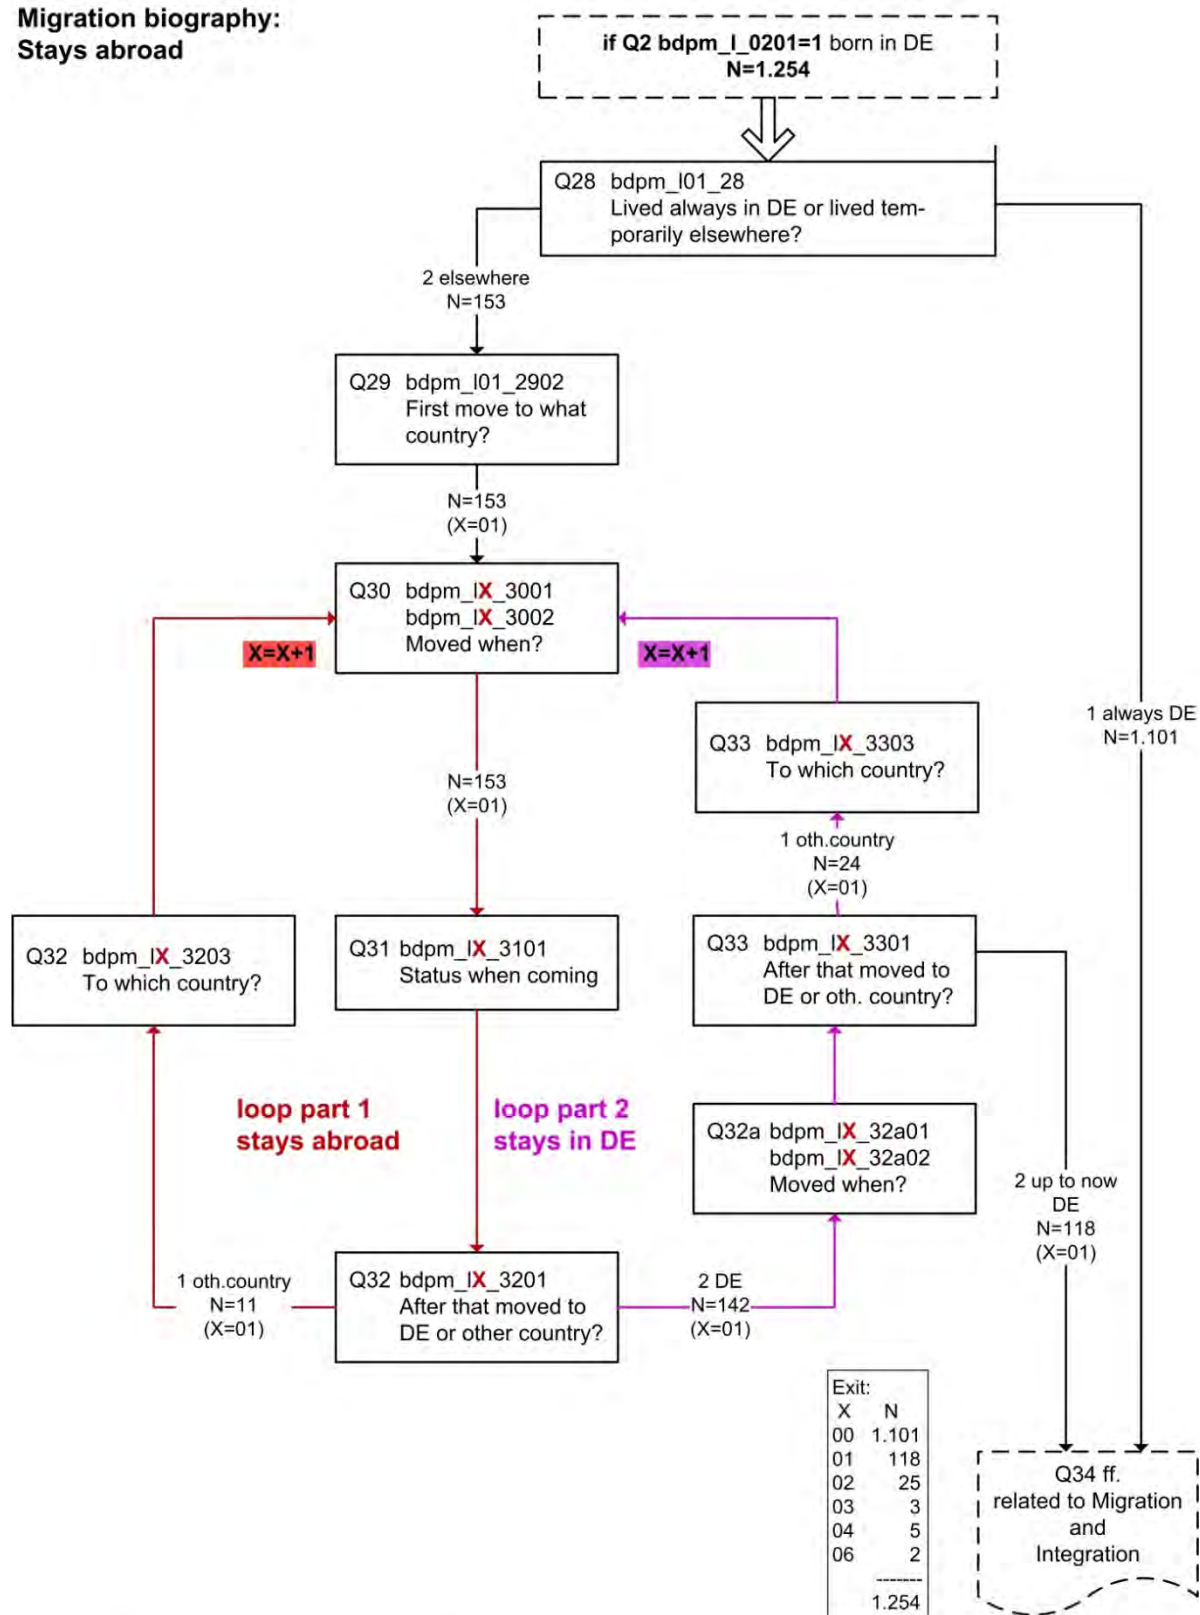 Migration biography:
Stays abroad
if Q2 bdpm_l_0201=1 born in DE
N=1.254
Q28 bdpm_l01_28
Lived always in DE or lived tem-
porarily elsewhere?
2 elsewhere
N=153
Q29 bdpm_l01_2902
First move to what
country?
N=153
(X=01)
Q30 bdpm_lX_3001
bdpm_lX_3002
Moved when?
X=X+1
X=X+1
1 always DE
N=1.101
Q33 bdpm_lX_3303
To which country?
N=153
(X=01)
1 oth.country
N=24
(X=01)
Q32 bdpm_lX_3203
To which country?
Q31 bdpm_lX_3101
Status when coming
Q33 bdpm_lX_3301
After that moved to
DE or oth. country?
loop part 1
stays abroad
loop part 2
stays in DE
Q32a bdpm_lX_32a01
bdpm_lX_32a02
Moved when?
2 up to now
DE
N=118
(X=01)
1 oth.country
N=11
(X=01)
Q32 bdpm_lX_3201
After that moved to
DE or other country?
2 DE
N=142
(X=01)
Exit:
X N
00 1.101
01 118
02 25
03 3
04 5
06 2
-------
1.254
Q34 ff.
related to Migration
and
Integration